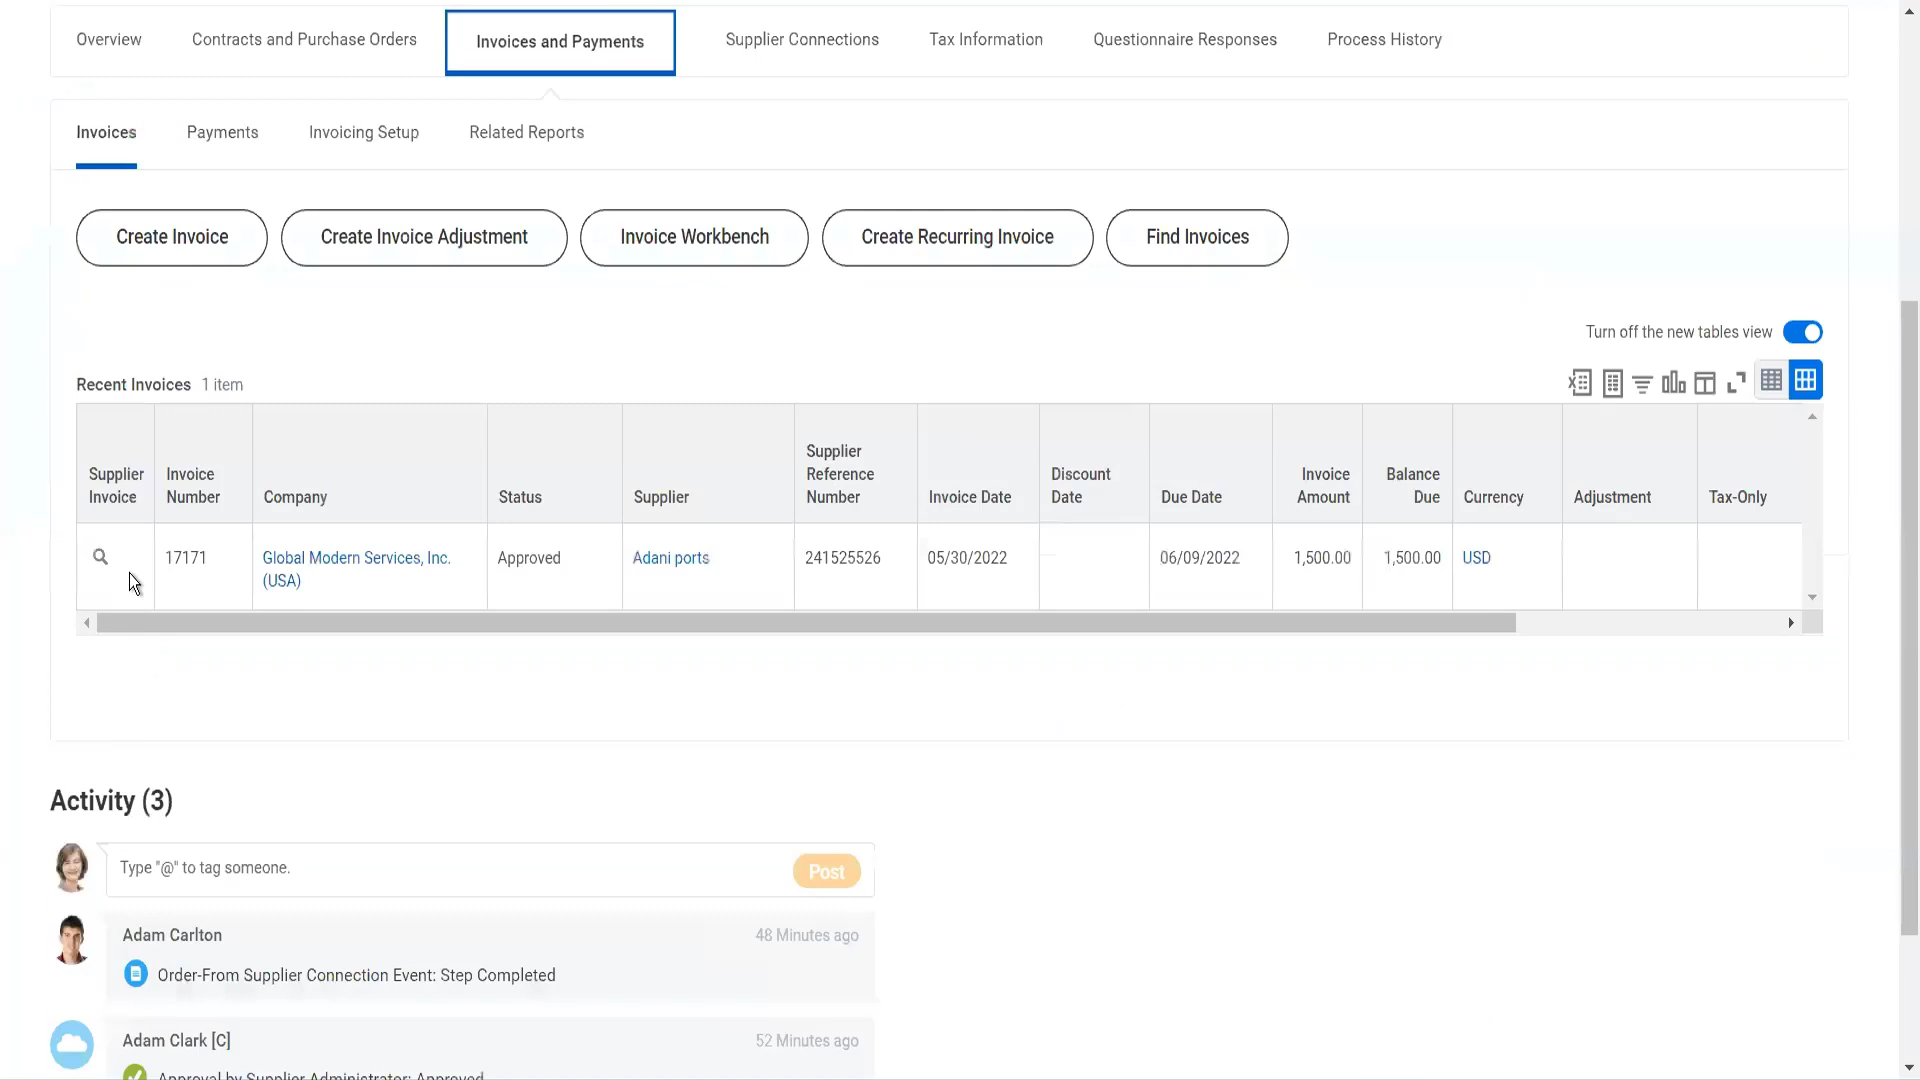 Overview Contracts and Purchase Orders Invoices and Payments Supplier Connections Tax Information Questionnaire Responses Process History
Invoices Payments Invoicing Setup Related Reports
Create Invoice Create Invoice Adjustment Invoice Workbench Create Recurring Invoice Find Invoices
Turn off the new tables view
Recent Invoices 1 item
Supplier Invoice Invoice Number Company Status Supplier Supplier Reference Number Invoice Date Discount Date Due Date Invoice Amount Balance Due Currency Adjustment Tax-Only
17171 Global Modern Services, Inc. (USA) Approved Adani ports 241525526 05/30/2022 06/09/2022 1,500.00 1,500.00 USD
Activity (3)
Type "@" to tag someone. Post
Adam Carlton 48 Minutes ago
Order-From Supplier Connection Event: Step Completed
Adam Clark [C] 52 Minutes ago
Approval by Supplier Administrator: Approved